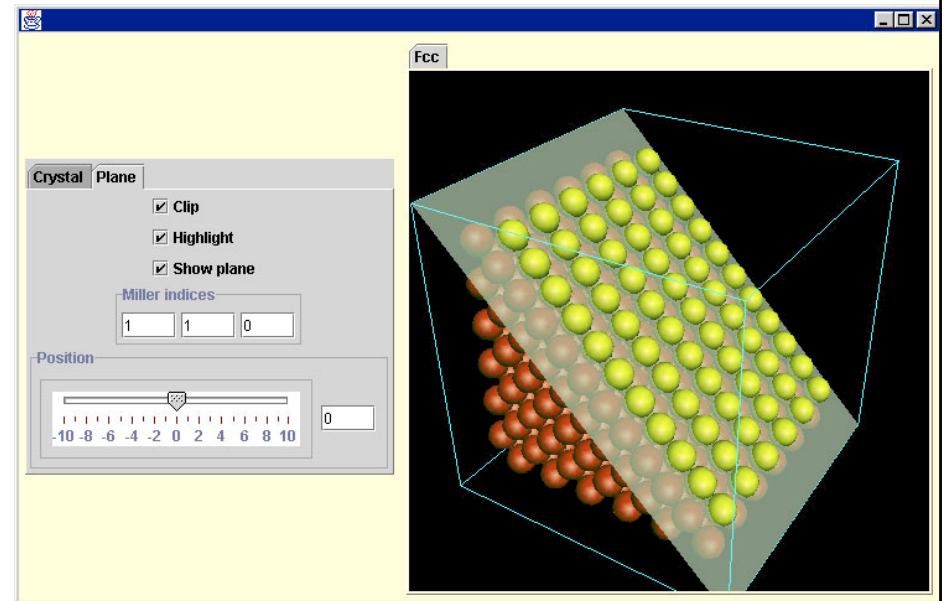 Fcc
Crystal Plane
Clip
Highlight
Show plane
Miller indices
1 1 0
Position
0
-10 -8 -6 -4 -2 0 2 4 6 8 10